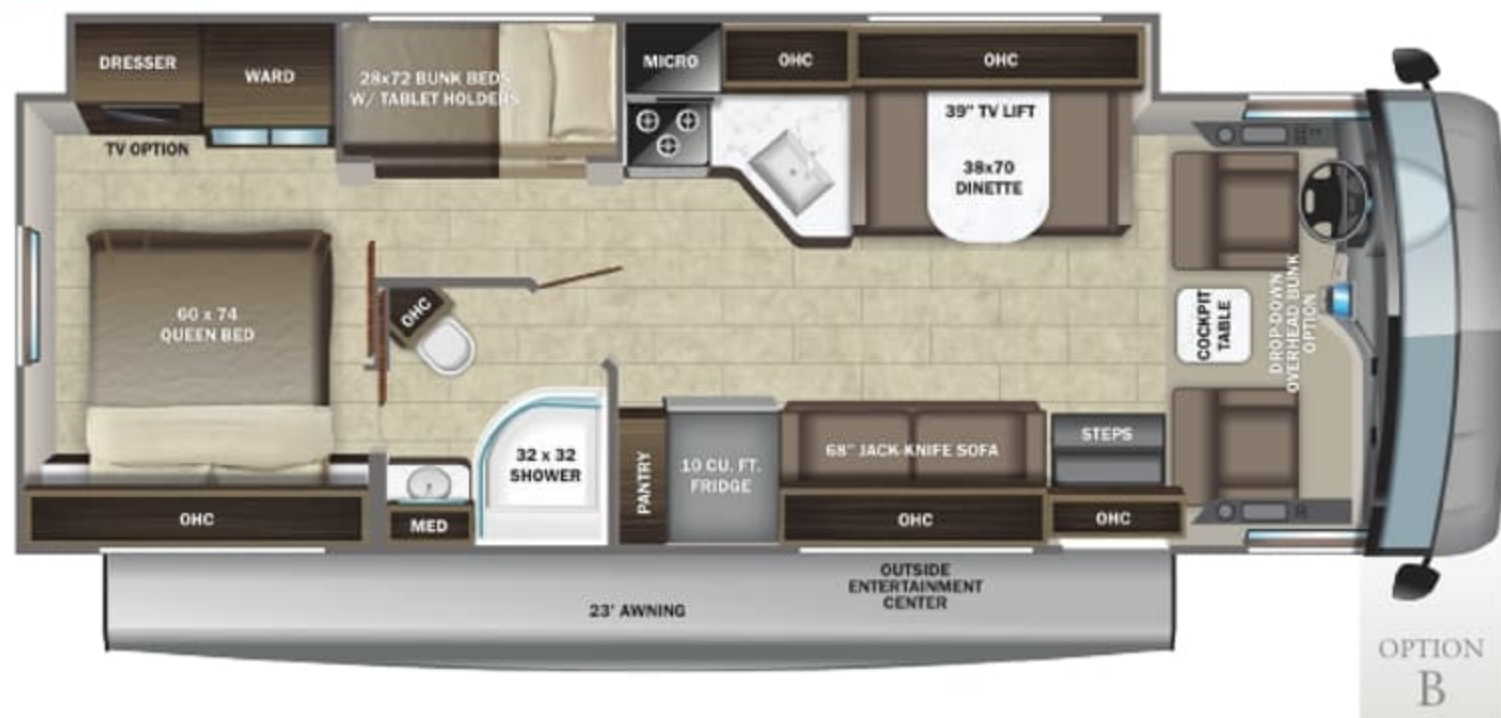 DRESSER
WARD
TV OPTION
28x72 BUNK BEDS
W/ TABLET HOLDERS
MICRO
OHC
OHC
39" TV LIFT
38x70
DINETTE
60 x 74
QUEEN BED
OHC
COCKPIT
TABLE
DROP-DOWN
OVERHEAD BUNK
OPTION
32 x 32
SHOWER
PANTRY
10 CU. FT.
FRIDGE
68" JACK KNIFE SOFA
STEPS
OHC
MED
OHC
OHC
23' AWNING
OUTSIDE
ENTERTAINMENT
CENTER
OPTION
B